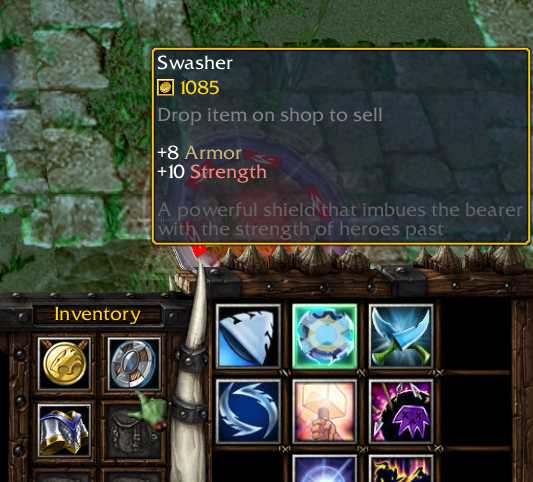 Swasher
1085
Drop item on shop to sell
+8 Armor
+10 Strength
A powerful shield that imbues the bearer
with the strength of heroes past
Inventory